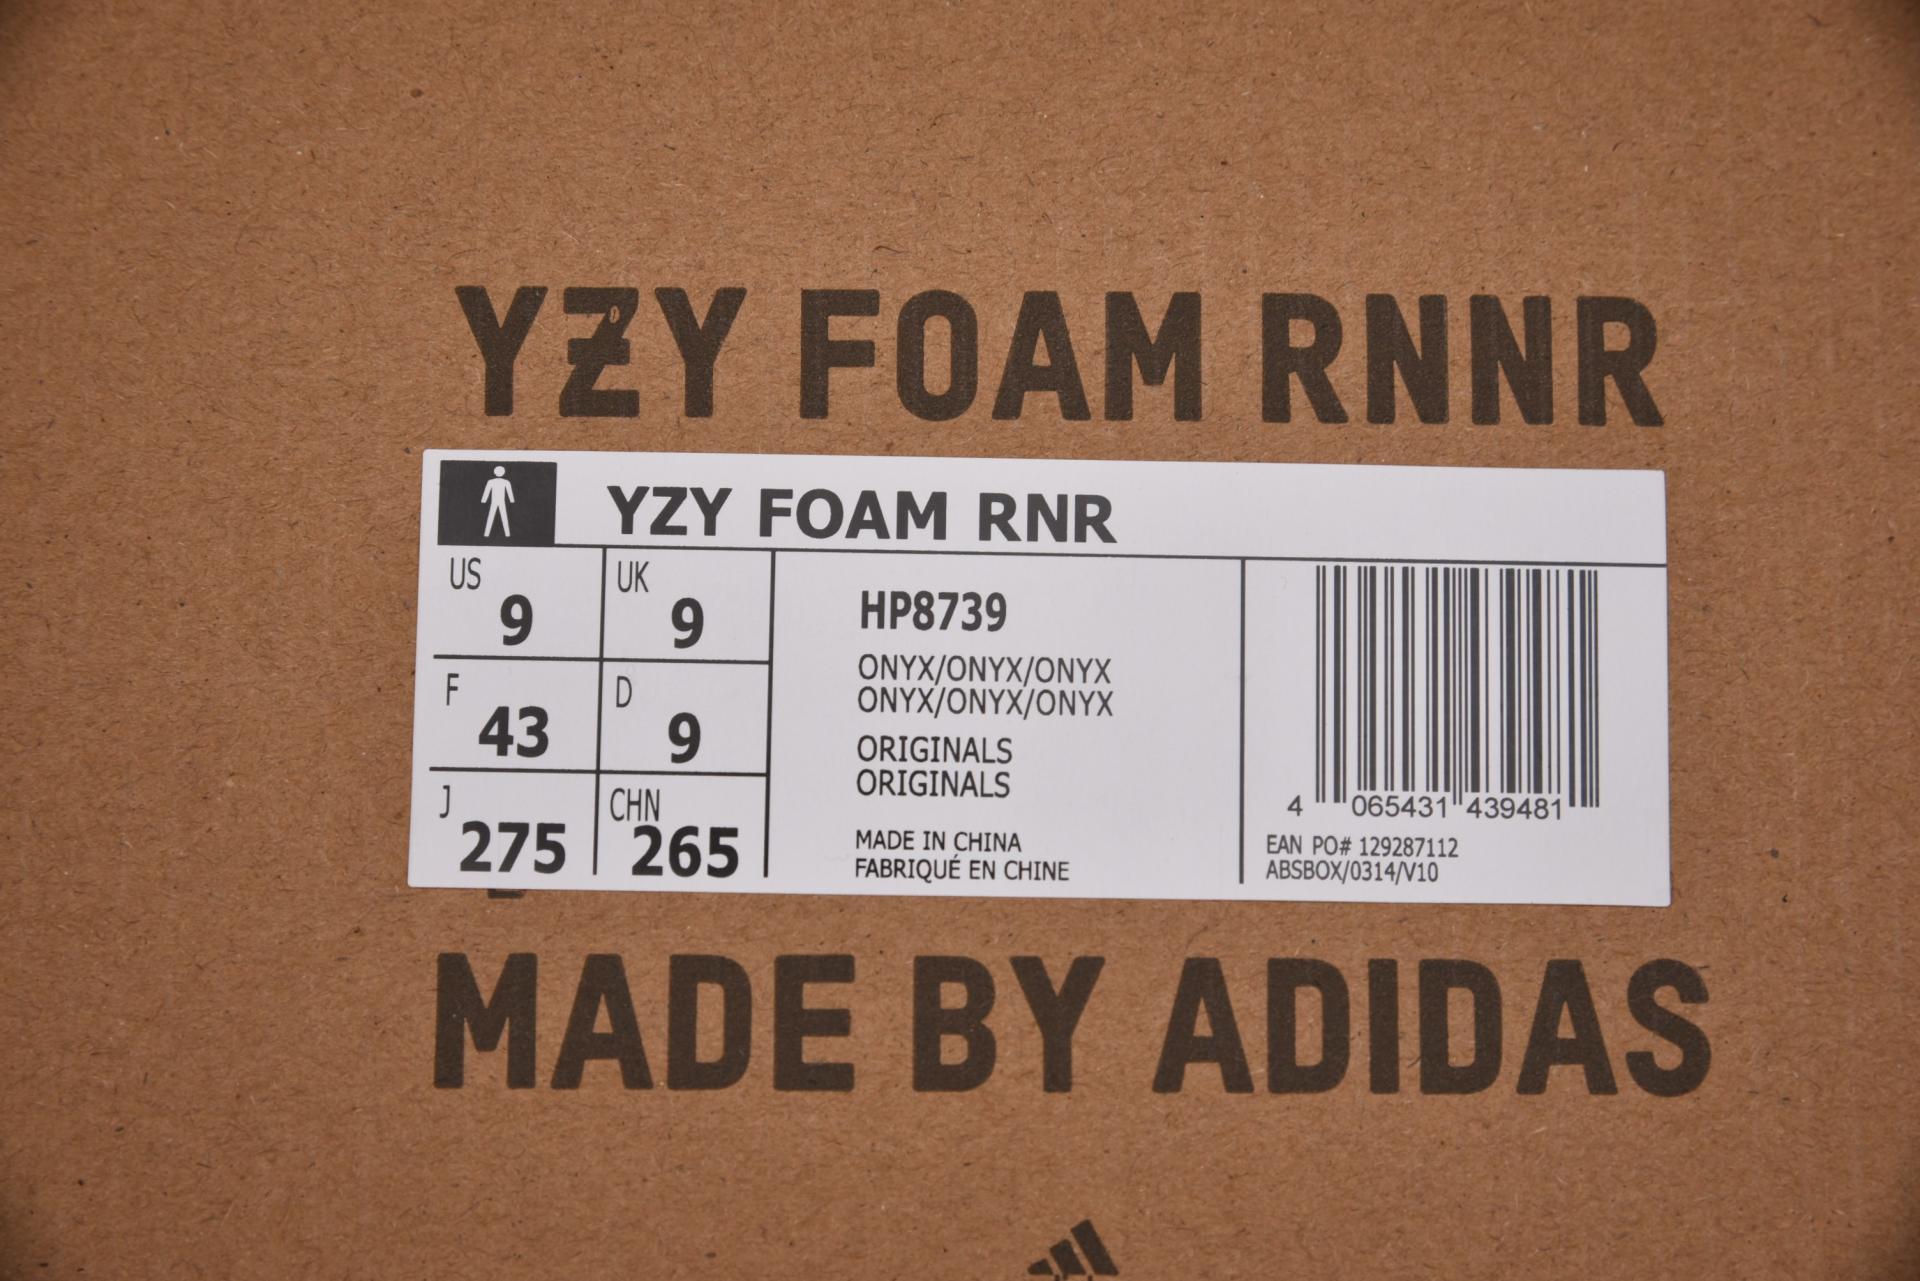 YZY FOAM RNNR
YZY FOAM RNR
US
9
UK
9
F
43
D
9
J
275
CHN
265
HP8739
ONYX/ONYX/ONYX
ONYX/ONYX/ONYX
ORIGINALS
ORIGINALS
MADE IN CHINA
FABRIQUÉ EN CHINE
4 065431 439481
EAN PO# 129287112
ABSBOX/0314/V10
MADE BY ADIDAS